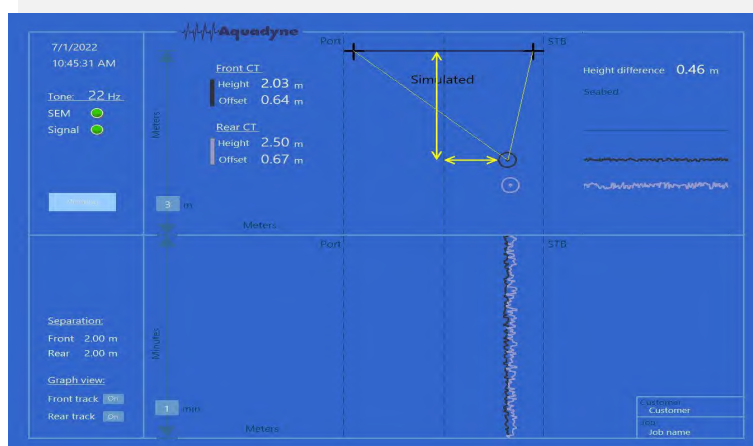 Aquadyne
7/1/2022
10:45:31 AM
Tone: 22 Hz
SEM
Signal
Meters
3 m
Front CT
Height 2.03 m
Offset 0.64 m
Rear CT
Height 2.50 m
Offset 0.67 m
Meters
Port
STB
Simulated
Height difference 0.46 m
Seabed
Separation:
Front 2.00 m
Rear 2.00 m
Graph view:
Front track On
Rear track On
Minutes
1 min
Meters
Port
STB
Customer
Customer
Job name